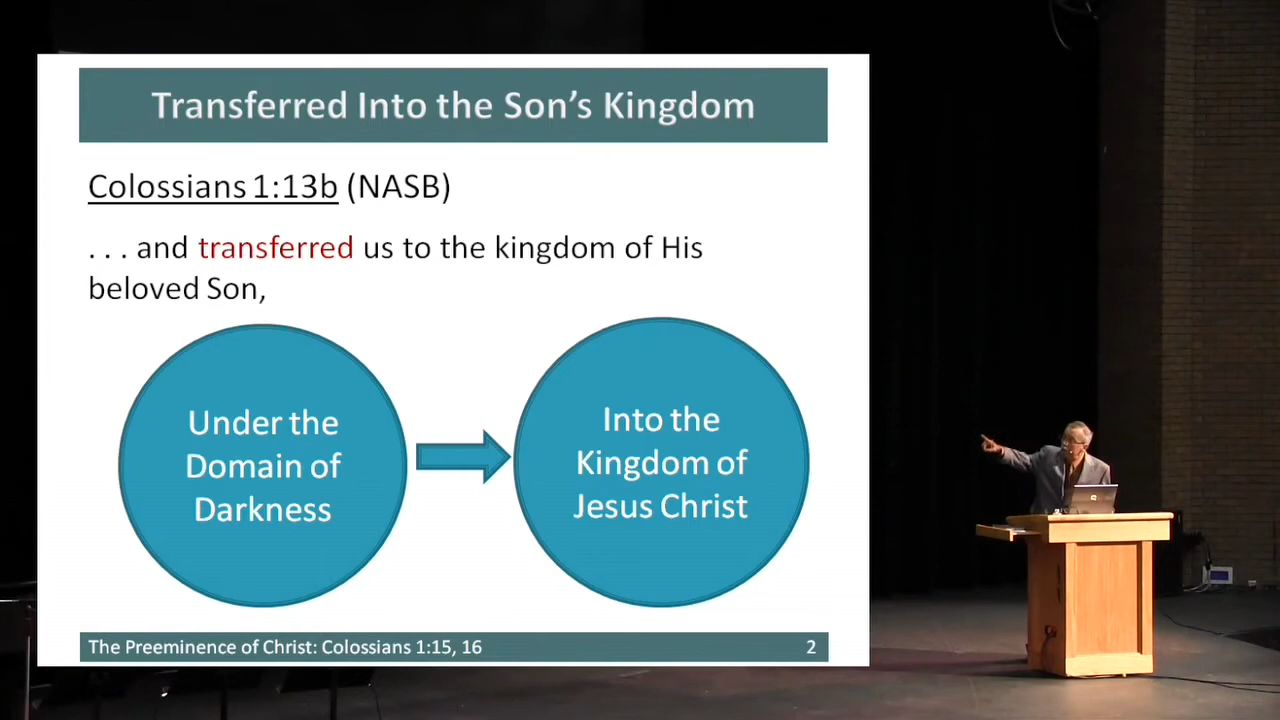 Transferred Into the Son's Kingdom
Colossians 1:13b (NASB)
. . . and transferred us to the kingdom of His
beloved Son,
Under the
Domain of
Darkness
Into the
Kingdom of
Jesus Christ
The Preeminence of Christ: Colossians 1:15, 16 2